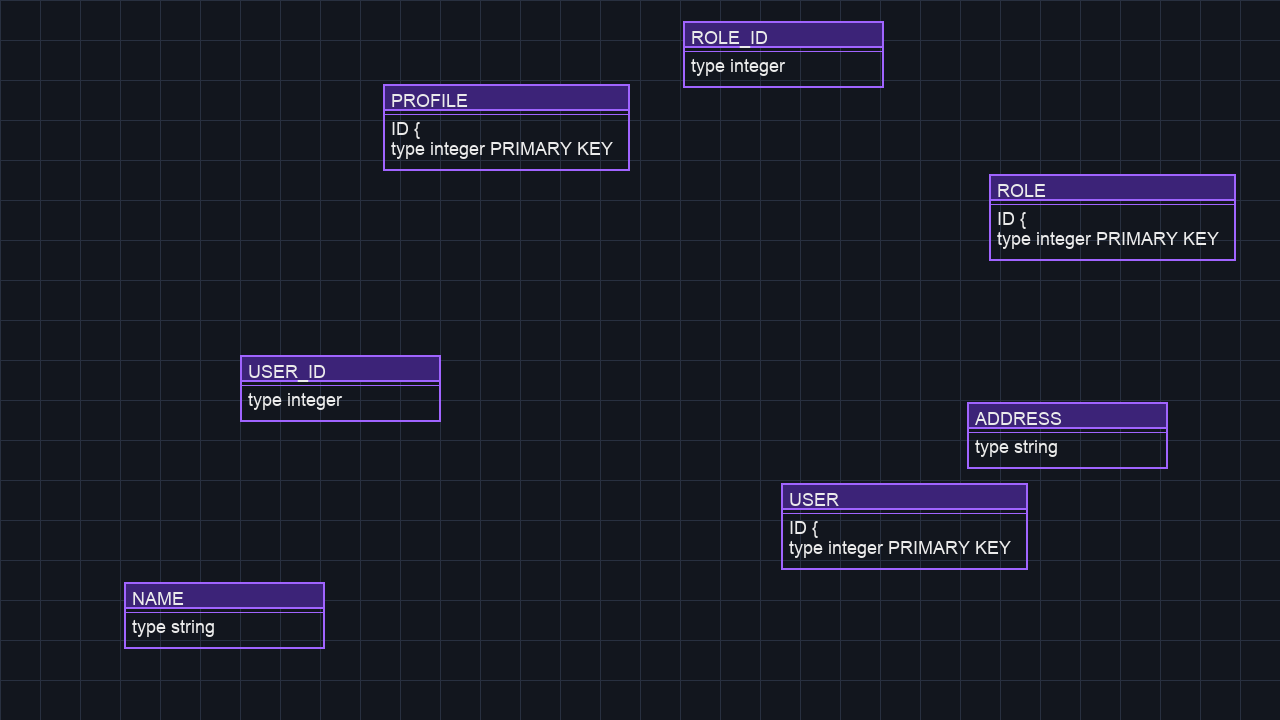 ROLE_ID
type integer
PROFILE
ID {
type integer PRIMARY KEY
ROLE
ID {
type integer PRIMARY KEY
USER_ID
type integer
ADDRESS
type string
USER
ID {
type integer PRIMARY KEY
NAME
type string